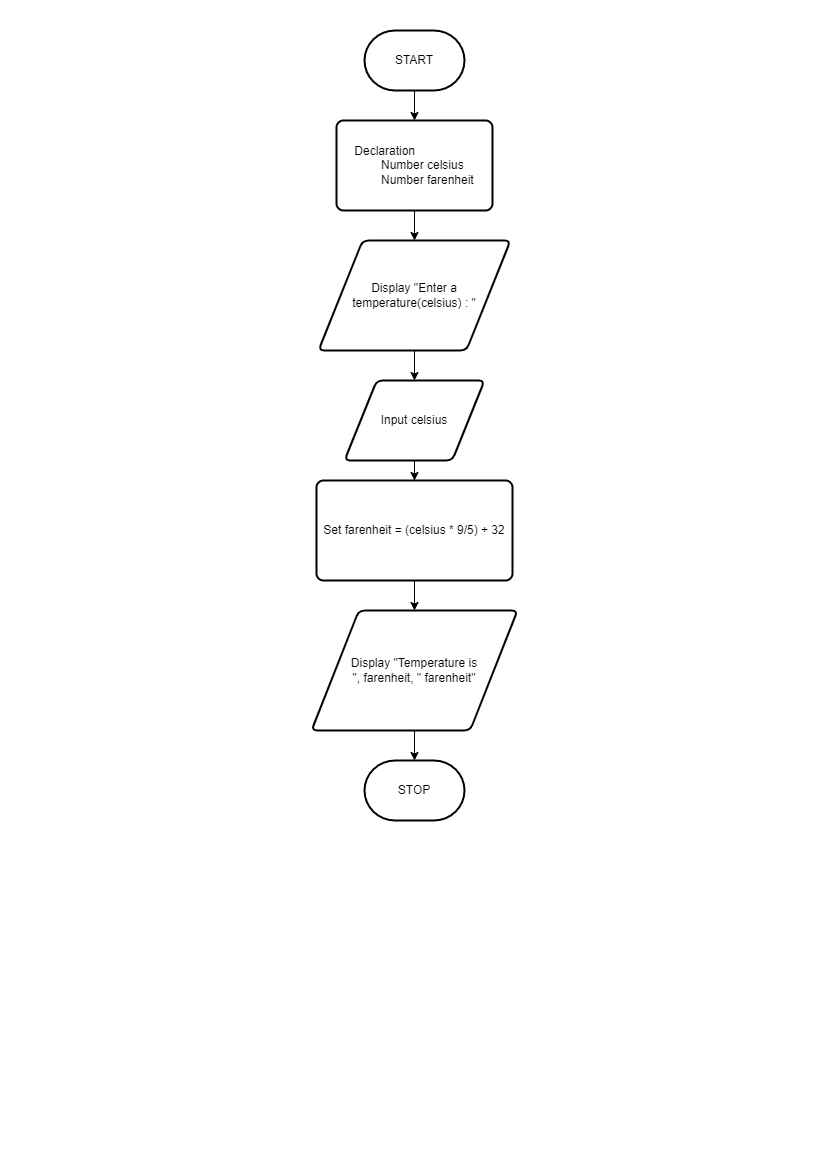 START
Declaration
Number celsius
Number farenheit
Display "Enter a
temperature(celsius) : "
Input celsius
Set farenheit = (celsius * 9/5) + 32
Display "Temperature is
", farenheit, " farenheit"
STOP